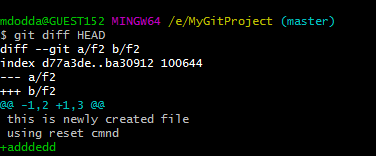 mdodda@GUEST152 MINGW64 /e/MyGitProject (master)
$ git diff HEAD
diff --git a/f2 b/f2
index d77a3de..ba30912 100644
--- a/f2
+++ b/f2
@@ -1,2 +1,3 @@
 this is newly created file
 using reset cmnd
+adddedd